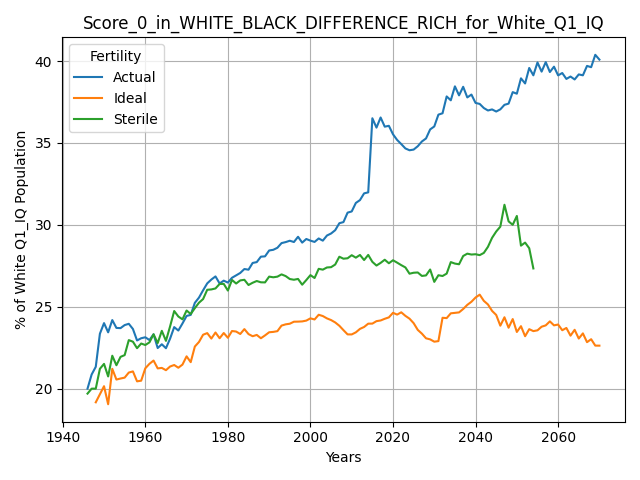 Score_0_in_WHITE_BLACK_DIFFERENCE_RICH_for_White_Q1_IQ
Fertility
Actual
Ideal
Sterile
% of White Q1_IQ Population
40
35
30
25
20
1940
1960
1980
2000
2020
2040
2060
Years